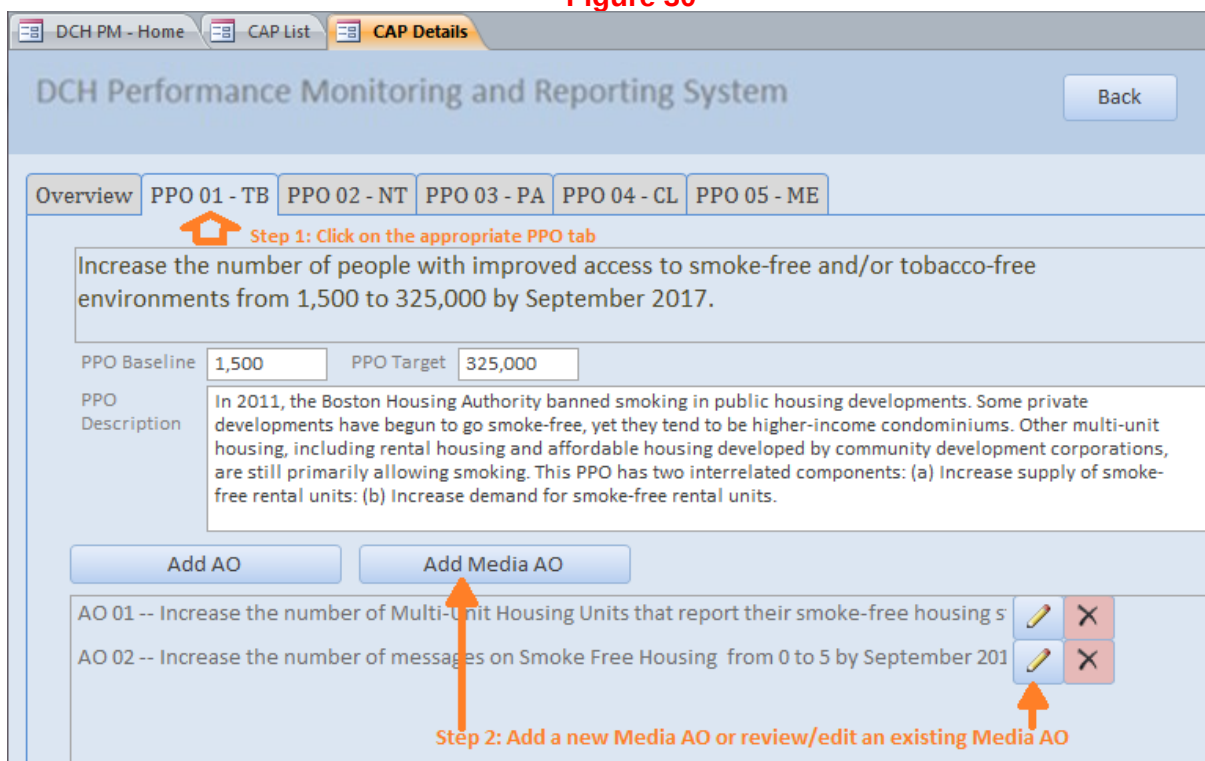 Figure 30
DCH PM - Home CAP List CAP Details
DCH Performance Monitoring and Reporting System
Back
Overview PPO 01 - TB PPO 02 - NT PPO 03 - PA PPO 04 - CL PPO 05 - ME
Step 1: Click on the appropriate PPO tab
Increase the number of people with improved access to smoke-free and/or tobacco-free
environments from 1,500 to 325,000 by September 2017.
PPO Baseline 1,500 PPO Target 325,000
PPO
Description
In 2011, the Boston Housing Authority banned smoking in public housing developments. Some private
developments have begun to go smoke-free, yet they tend to be higher-income condominiums. Other multi-unit
housing, including rental housing and affordable housing developed by community development corporations,
are still primarily allowing smoking. This PPO has two interrelated components: (a) Increase supply of smoke-
free rental units: (b) Increase demand for smoke-free rental units.
Add AO Add Media AO
AO 01 -- Increase the number of Multi-Unit Housing Units that report their smoke-free housing s
AO 02 -- Increase the number of messages on Smoke Free Housing from 0 to 5 by September 201
Step 2: Add a new Media AO or review/edit an existing Media AO